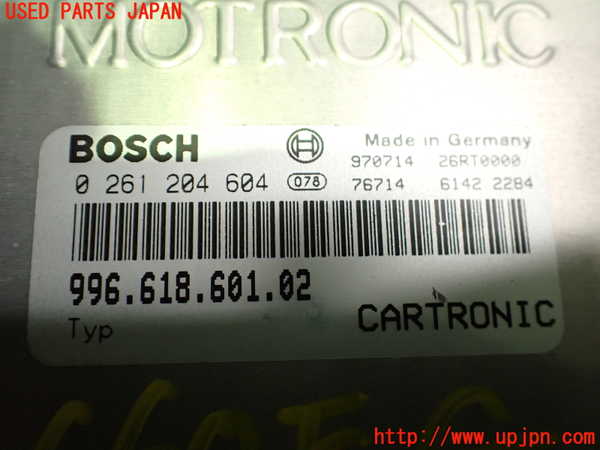 USED PARTS JAPAN
MOTRONIC
BOSCH
Made in Germany
970714 26RT0000
0 261 204 604 078 76714 6142 2284
996.618.601.02
Typ
CARTRONIC
http://www.upjpn.com/